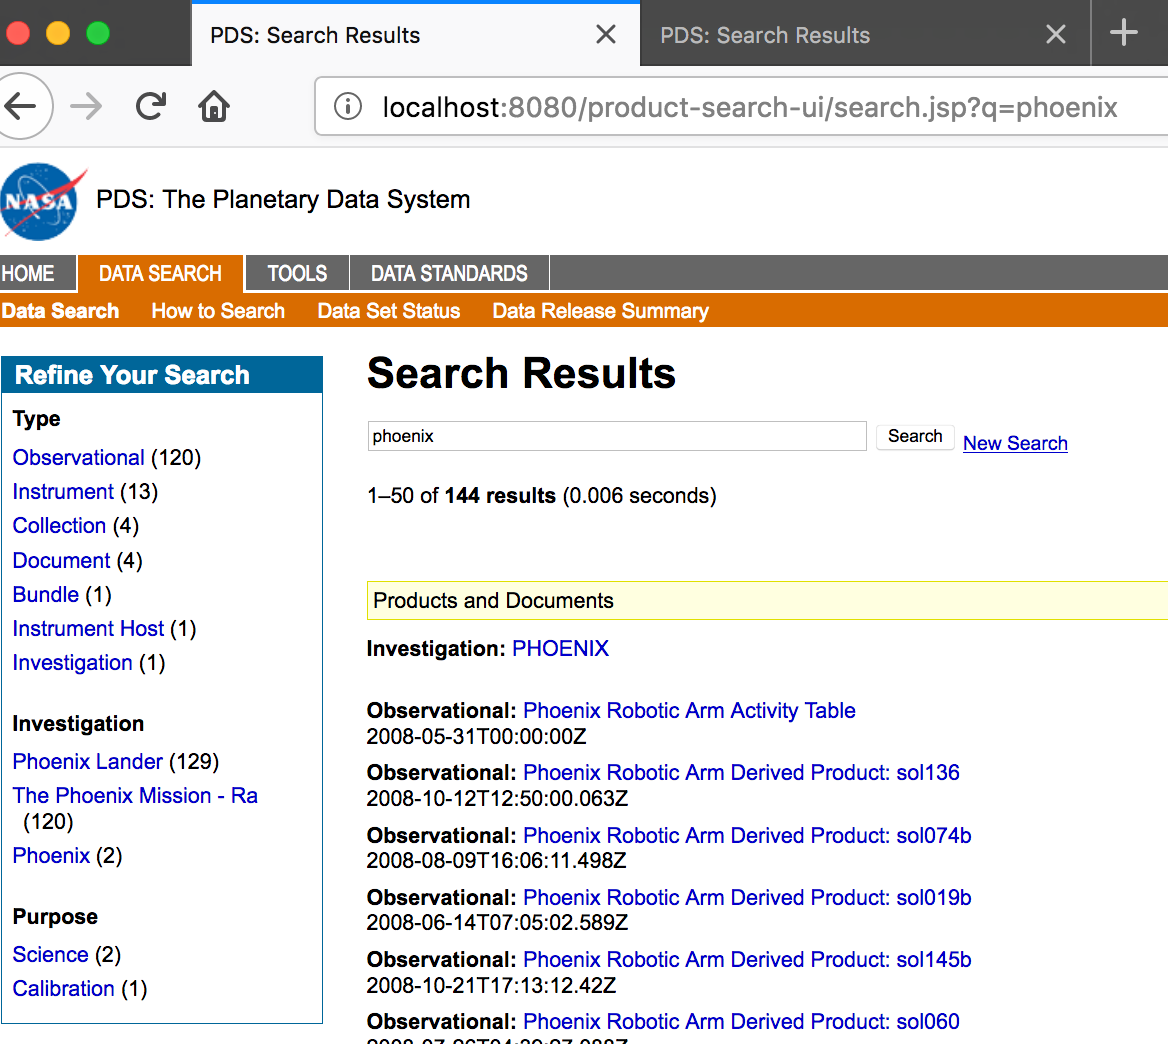 PDS: Search Results
PDS: Search Results
localhost:8080/product-search-ui/search.jsp?q=phoenix
NASA
PDS: The Planetary Data System
HOME DATA SEARCH TOOLS DATA STANDARDS
Data Search How to Search Data Set Status Data Release Summary
Refine Your Search
Type
Observational (120)
Instrument (13)
Collection (4)
Document (4)
Bundle (1)
Instrument Host (1)
Investigation (1)
Investigation
Phoenix Lander (129)
The Phoenix Mission - Ra
(120)
Phoenix (2)
Purpose
Science (2)
Calibration (1)
Search Results
phoenix Search New Search
1–50 of 144 results (0.006 seconds)
Products and Documents
Investigation: PHOENIX
Observational: Phoenix Robotic Arm Activity Table
2008-05-31T00:00:00Z
Observational: Phoenix Robotic Arm Derived Product: sol136
2008-10-12T12:50:00.063Z
Observational: Phoenix Robotic Arm Derived Product: sol074b
2008-08-09T16:06:11.498Z
Observational: Phoenix Robotic Arm Derived Product: sol019b
2008-06-14T07:05:02.589Z
Observational: Phoenix Robotic Arm Derived Product: sol145b
2008-10-21T17:13:12.42Z
Observational: Phoenix Robotic Arm Derived Product: sol060